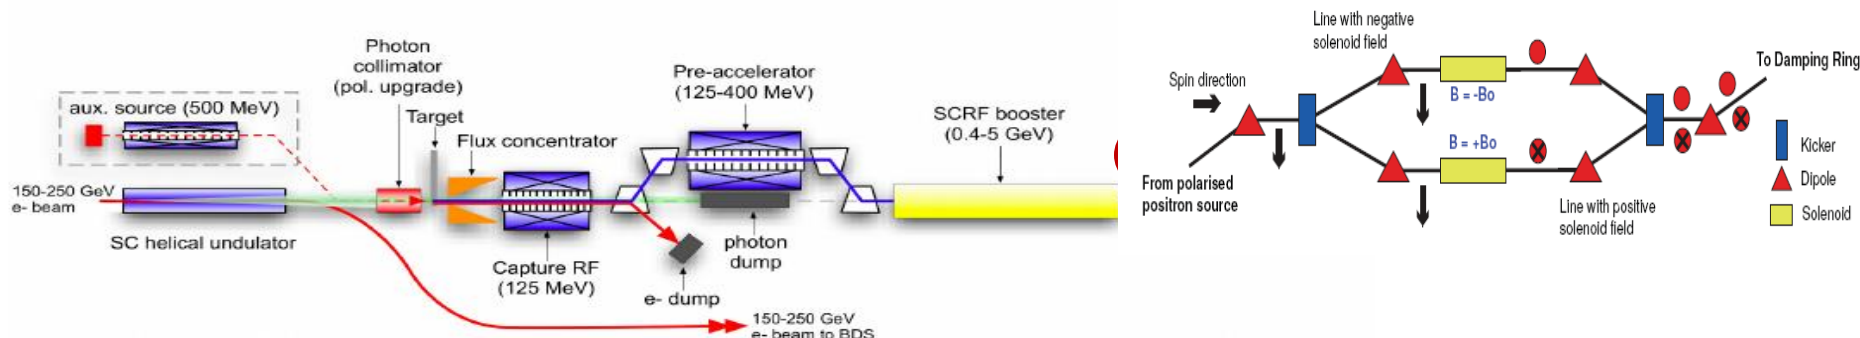 Photon
collimator
(pol. upgrade)
Target
aux. source (500 MeV)
Flux concentrator
Pre-accelerator
(125-400 MeV)
SCRF booster
(0.4-5 GeV)
150-250 GeV
e- beam
SC helical undulator
Capture RF
(125 MeV)
e- dump
photon
dump
150-250 GeV
e- beam to BDS
Line with negative
solenoid field
Spin direction
B = -Bo
To Damping Ring
B = +Bo
From polarised
positron source
Line with positive
solenoid field
Kicker
Dipole
Solenoid